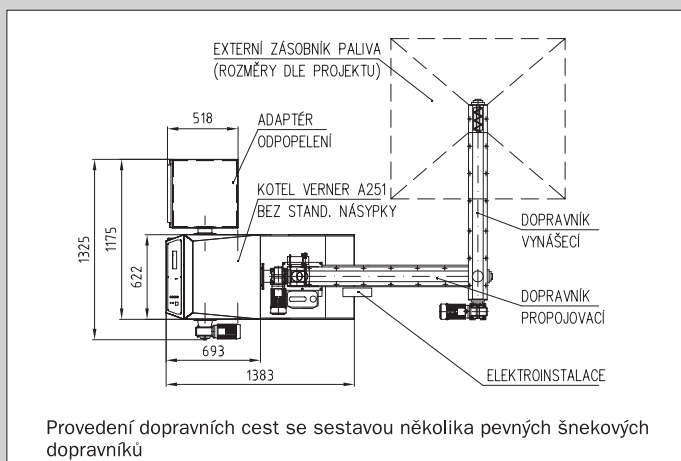 EXTERNÍ ZÁSOBNÍK PALIVA
(ROZMĚRY DLE PROJEKTU)
518
ADAPTÉR
ODPOPELENÍ
KOTEL VERNER A251
BEZ STAND. NÁSYPKY
1325
1175
622
DOPRAVNÍK
VYNÁŠECÍ
DOPRAVNÍK
PROPOJOVACÍ
693
1383
ELEKTROINSTALACE
Provedení dopravních cest se sestavou několika pevných šnekových
dopravníků